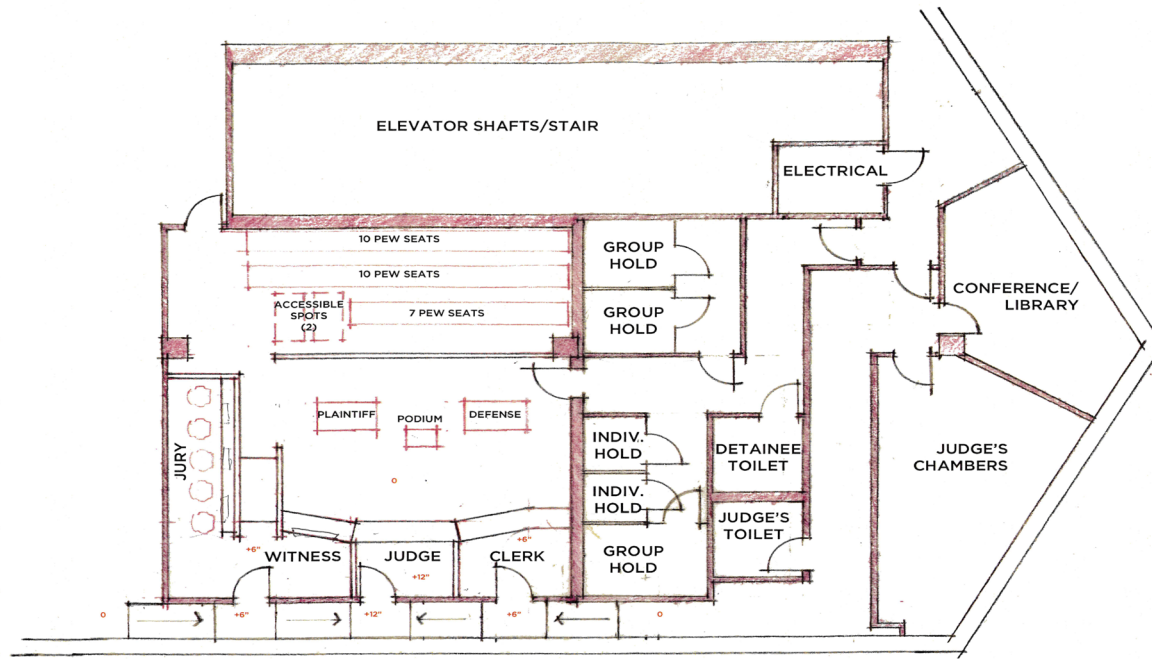 ELEVATOR SHAFTS/STAIR
ELECTRICAL
10 PEW SEATS
10 PEW SEATS
ACCESSIBLE
SPOTS
(2)
7 PEW SEATS
GROUP
HOLD
GROUP
HOLD
CONFERENCE/
LIBRARY
PLAINTIFF
PODIUM
DEFENSE
JURY
0
INDIV.
HOLD
INDIV.
HOLD
GROUP
HOLD
DETAINEE
TOILET
JUDGE'S
TOILET
JUDGE'S
CHAMBERS
+6"
WITNESS
JUDGE
+12"
+6"
CLERK
0
+6"
+12"
+6"
0